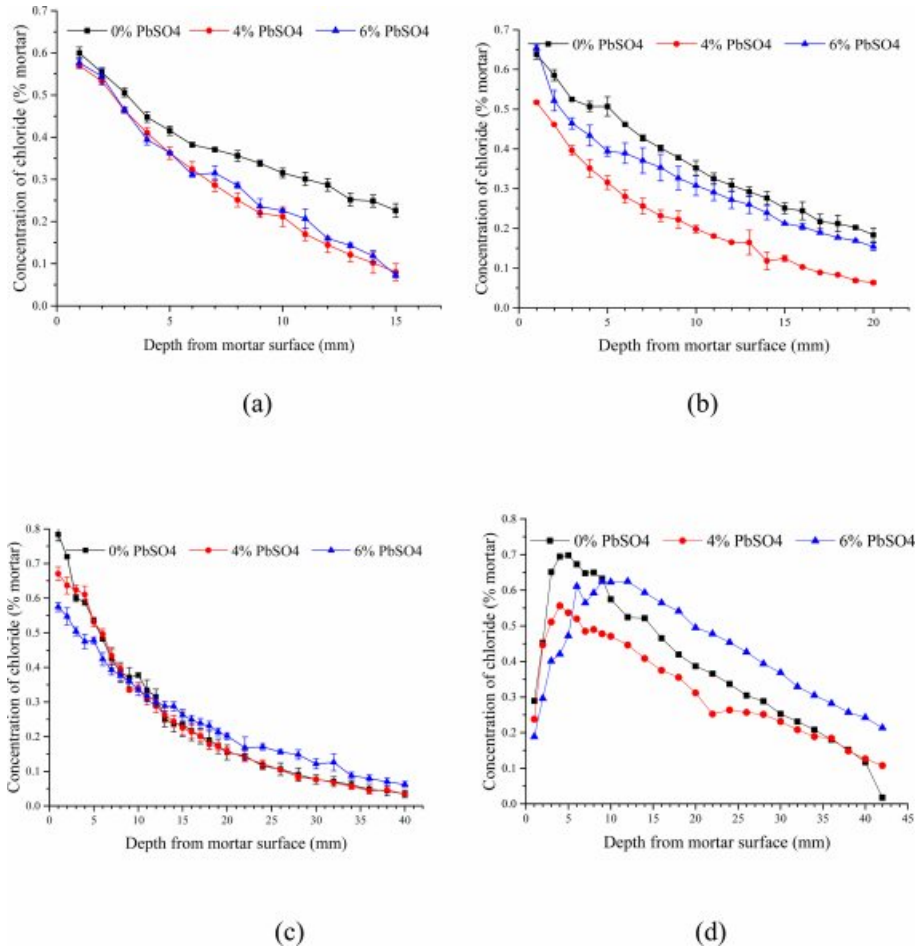 0% PbSO4 4% PbSO4 6% PbSO4
Concentration of chloride (% mortar)
0.7
0.6
0.5
0.4
0.3
0.2
0.1
0.0
0 5 10 15
Depth from mortar surface (mm)
(a)
0% PbSO4 4% PbSO4 6% PbSO4
Concentration of chloride (% mortar)
0.7
0.6
0.5
0.4
0.3
0.2
0.1
0.0
0 5 10 15 20
Depth from mortar surface (mm)
(b)
0% PbSO4 4% PbSO4 6% PbSO4
Concentration of chloride (% mortar)
0.8
0.7
0.6
0.5
0.4
0.3
0.2
0.1
0.0
0 5 10 15 20 25 30 35 40
Depth from mortar surface (mm)
(c)
0% PbSO4 4% PbSO4 6% PbSO4
Concentration of chloride (% mortar)
0.8
0.7
0.6
0.5
0.4
0.3
0.2
0.1
0.0
0 5 10 15 20 25 30 35 40 45
Depth from mortar surface (mm)
(d)